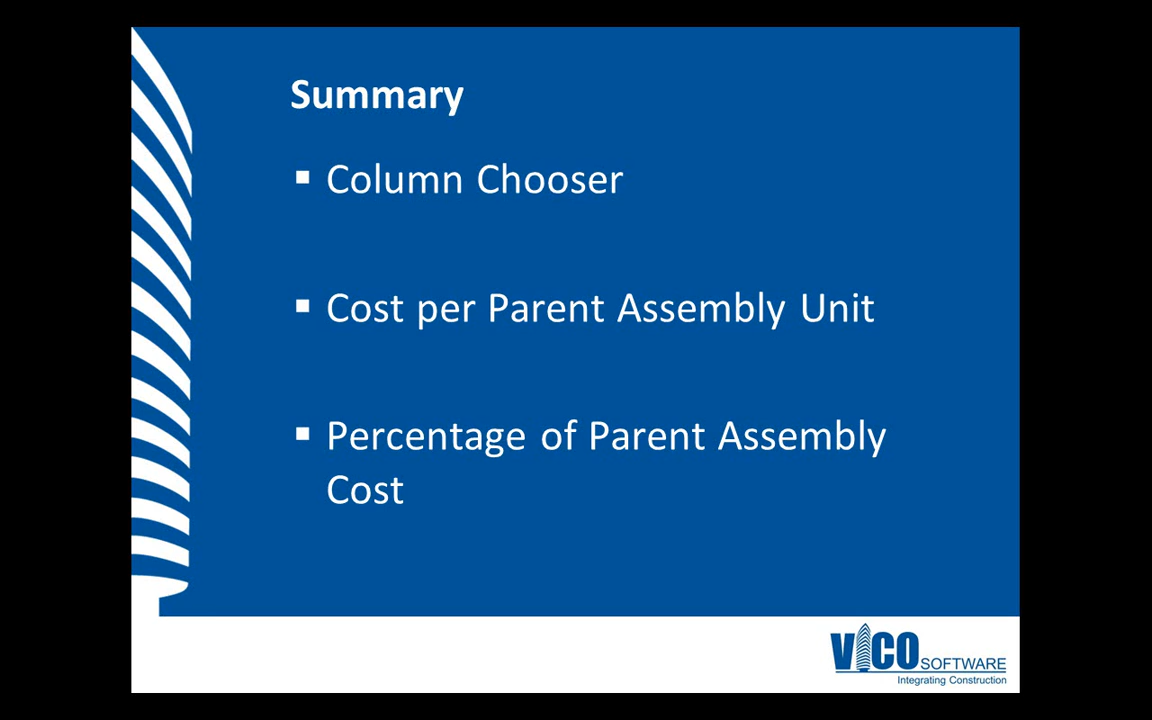 Summary
▪ Column Chooser
▪ Cost per Parent Assembly Unit
▪ Percentage of Parent Assembly
Cost
VICO SOFTWARE
Integrating Construction